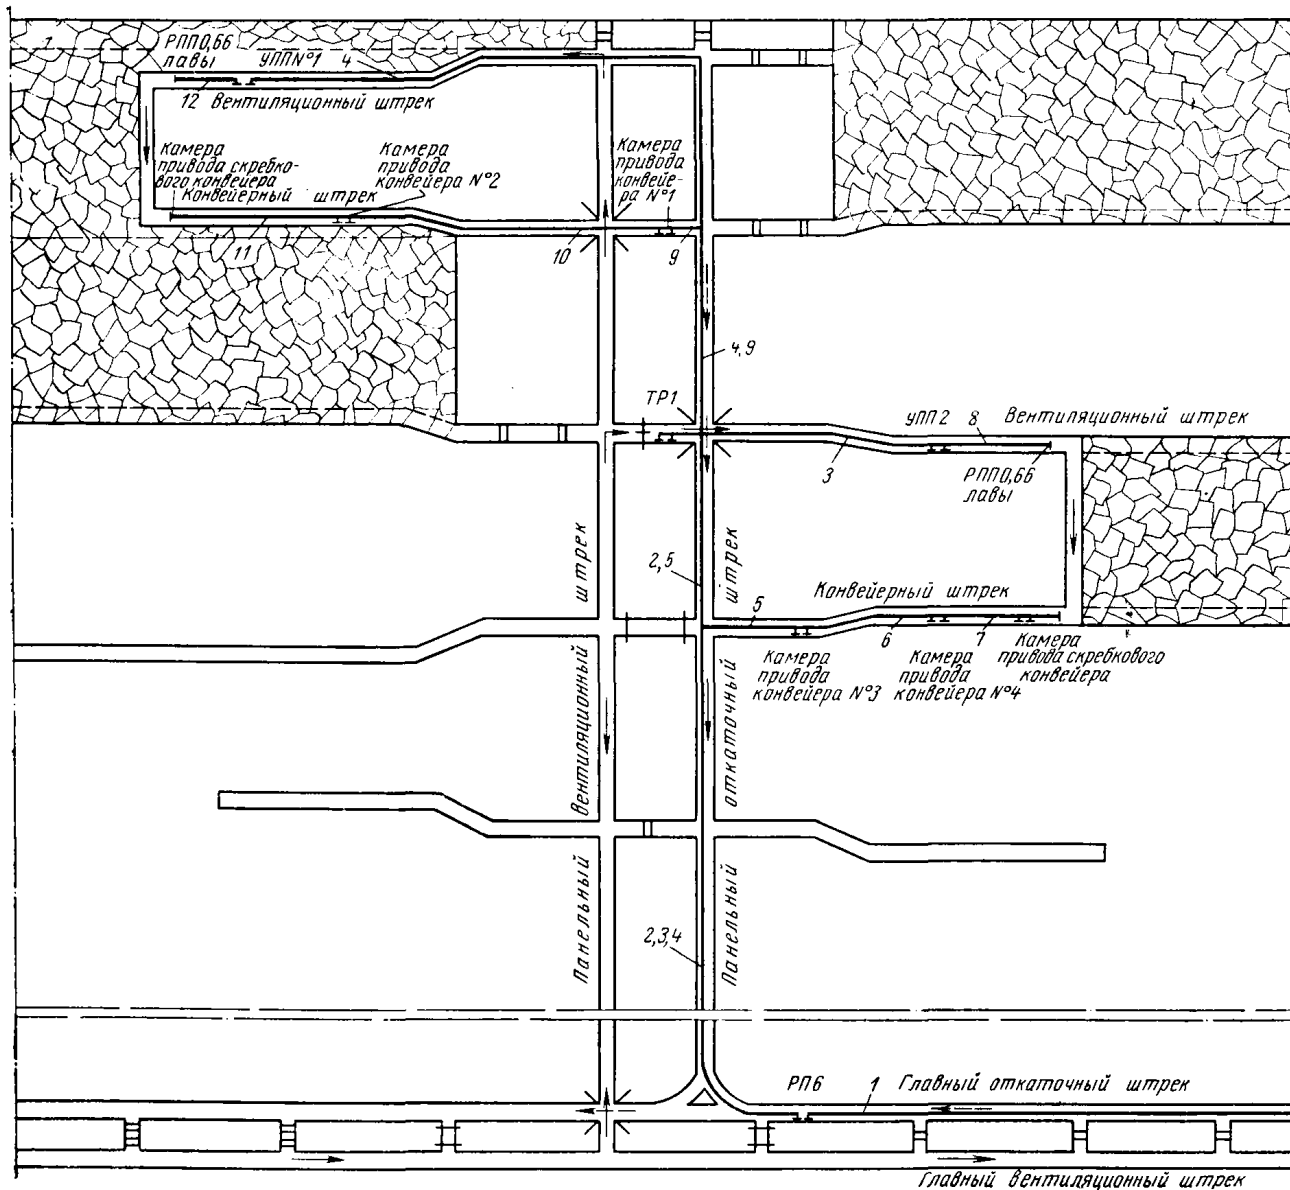 РПП0,66
лавы
УПП N°1
4
12 Вентиляционный штрек
Камера
привода скребко-
вого конвейера
Конвейерный штрек
Камера
привода
конвейера N°2
Камера
привода
конвейе-
ра N°1
11
10
9
4,9
ТР1
УПП2
8
Вентиляционный штрек
3
РПП0,66
лавы
2,5
штрек
штрек
Конвейерный штрек
5
6
7
Камера
привода
конвейера N°3
Камера
привода
конвейера N°4
Камера
привода скребкового
конвейера
Вентиляционный
откаточный
Панельный
Панельный
2,3,4
РП6
1
Главный откаточный штрек
Главный вентиляционный штрек